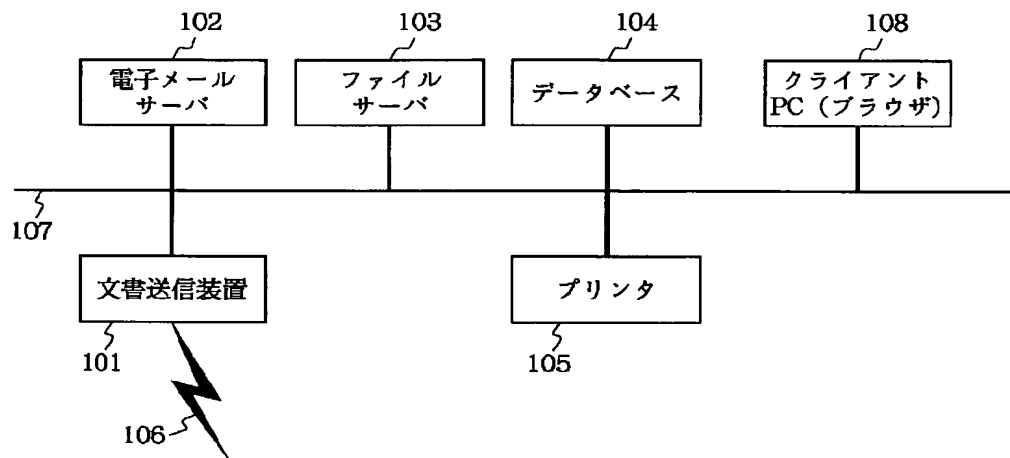 102
103
104
108
電子メール
サーバ
ファイル
サーバ
データベース
クライアント
PC（ブラウザ）
107
文書送信装置
プリンタ
101
105
106